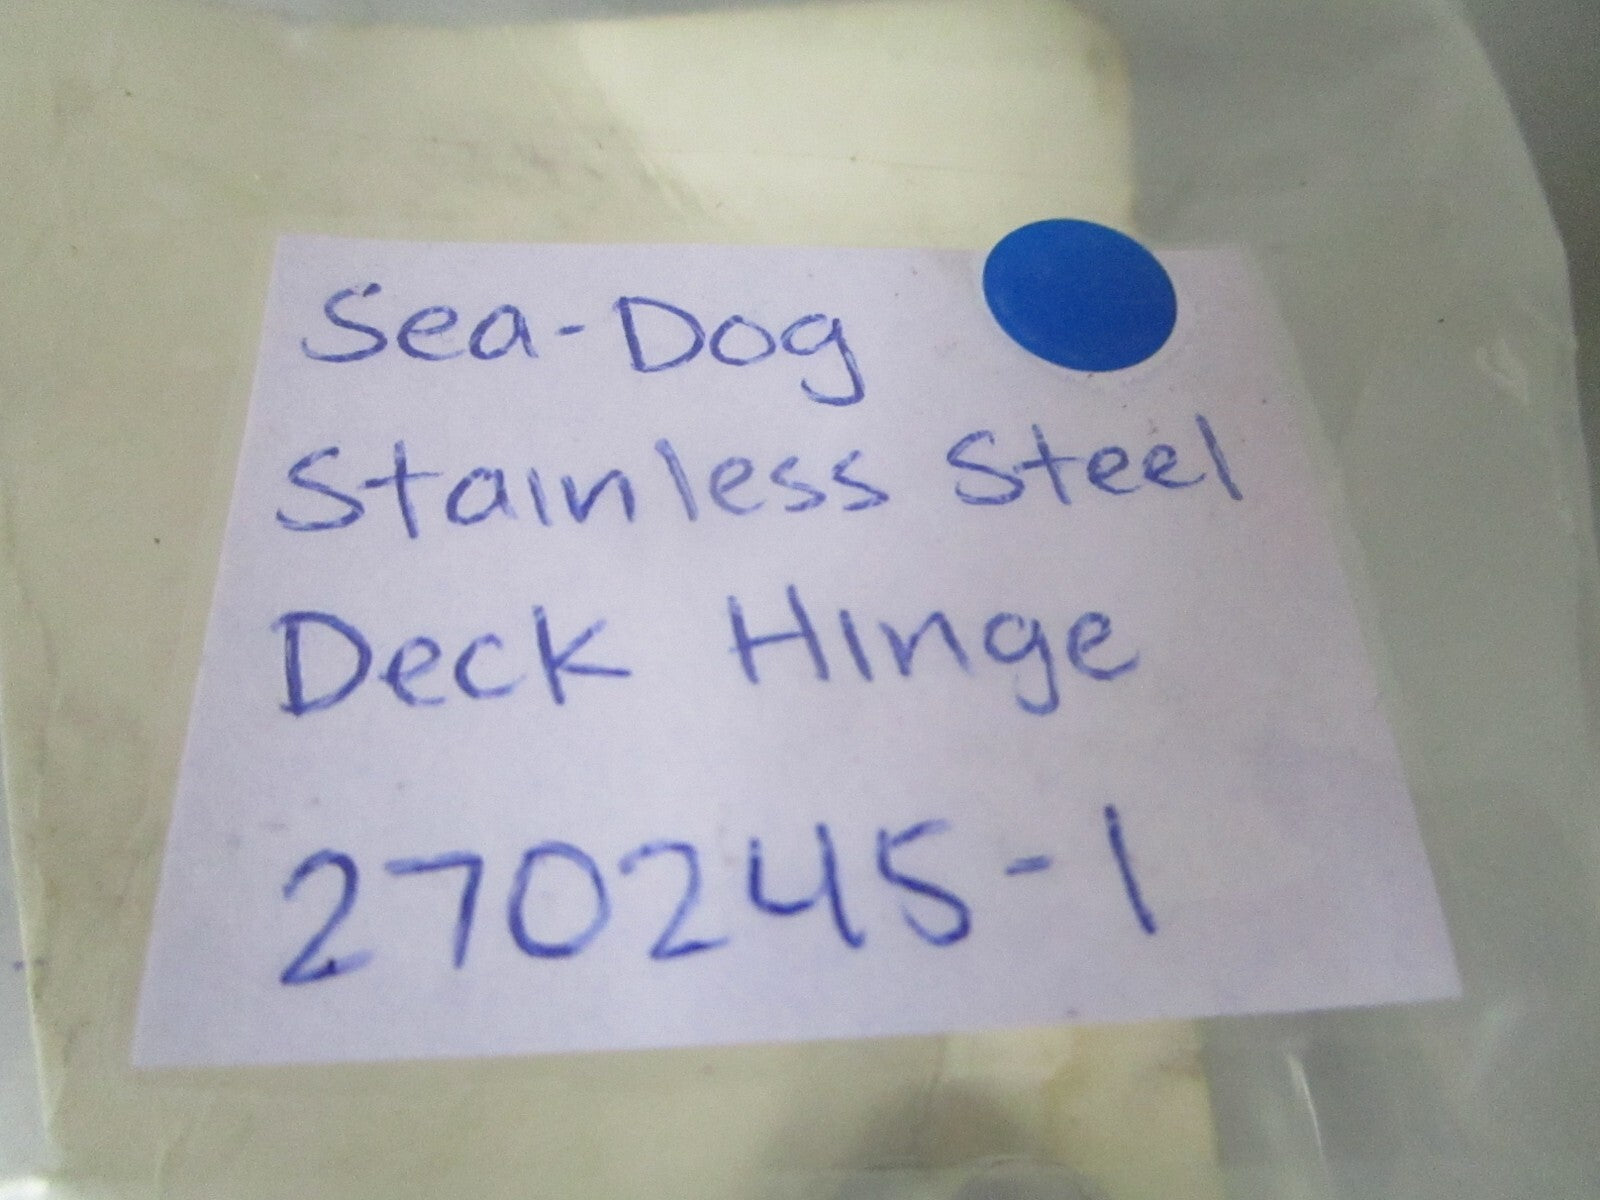 Sea-Dog
Stainless Steel
Deck Hinge
270245-1